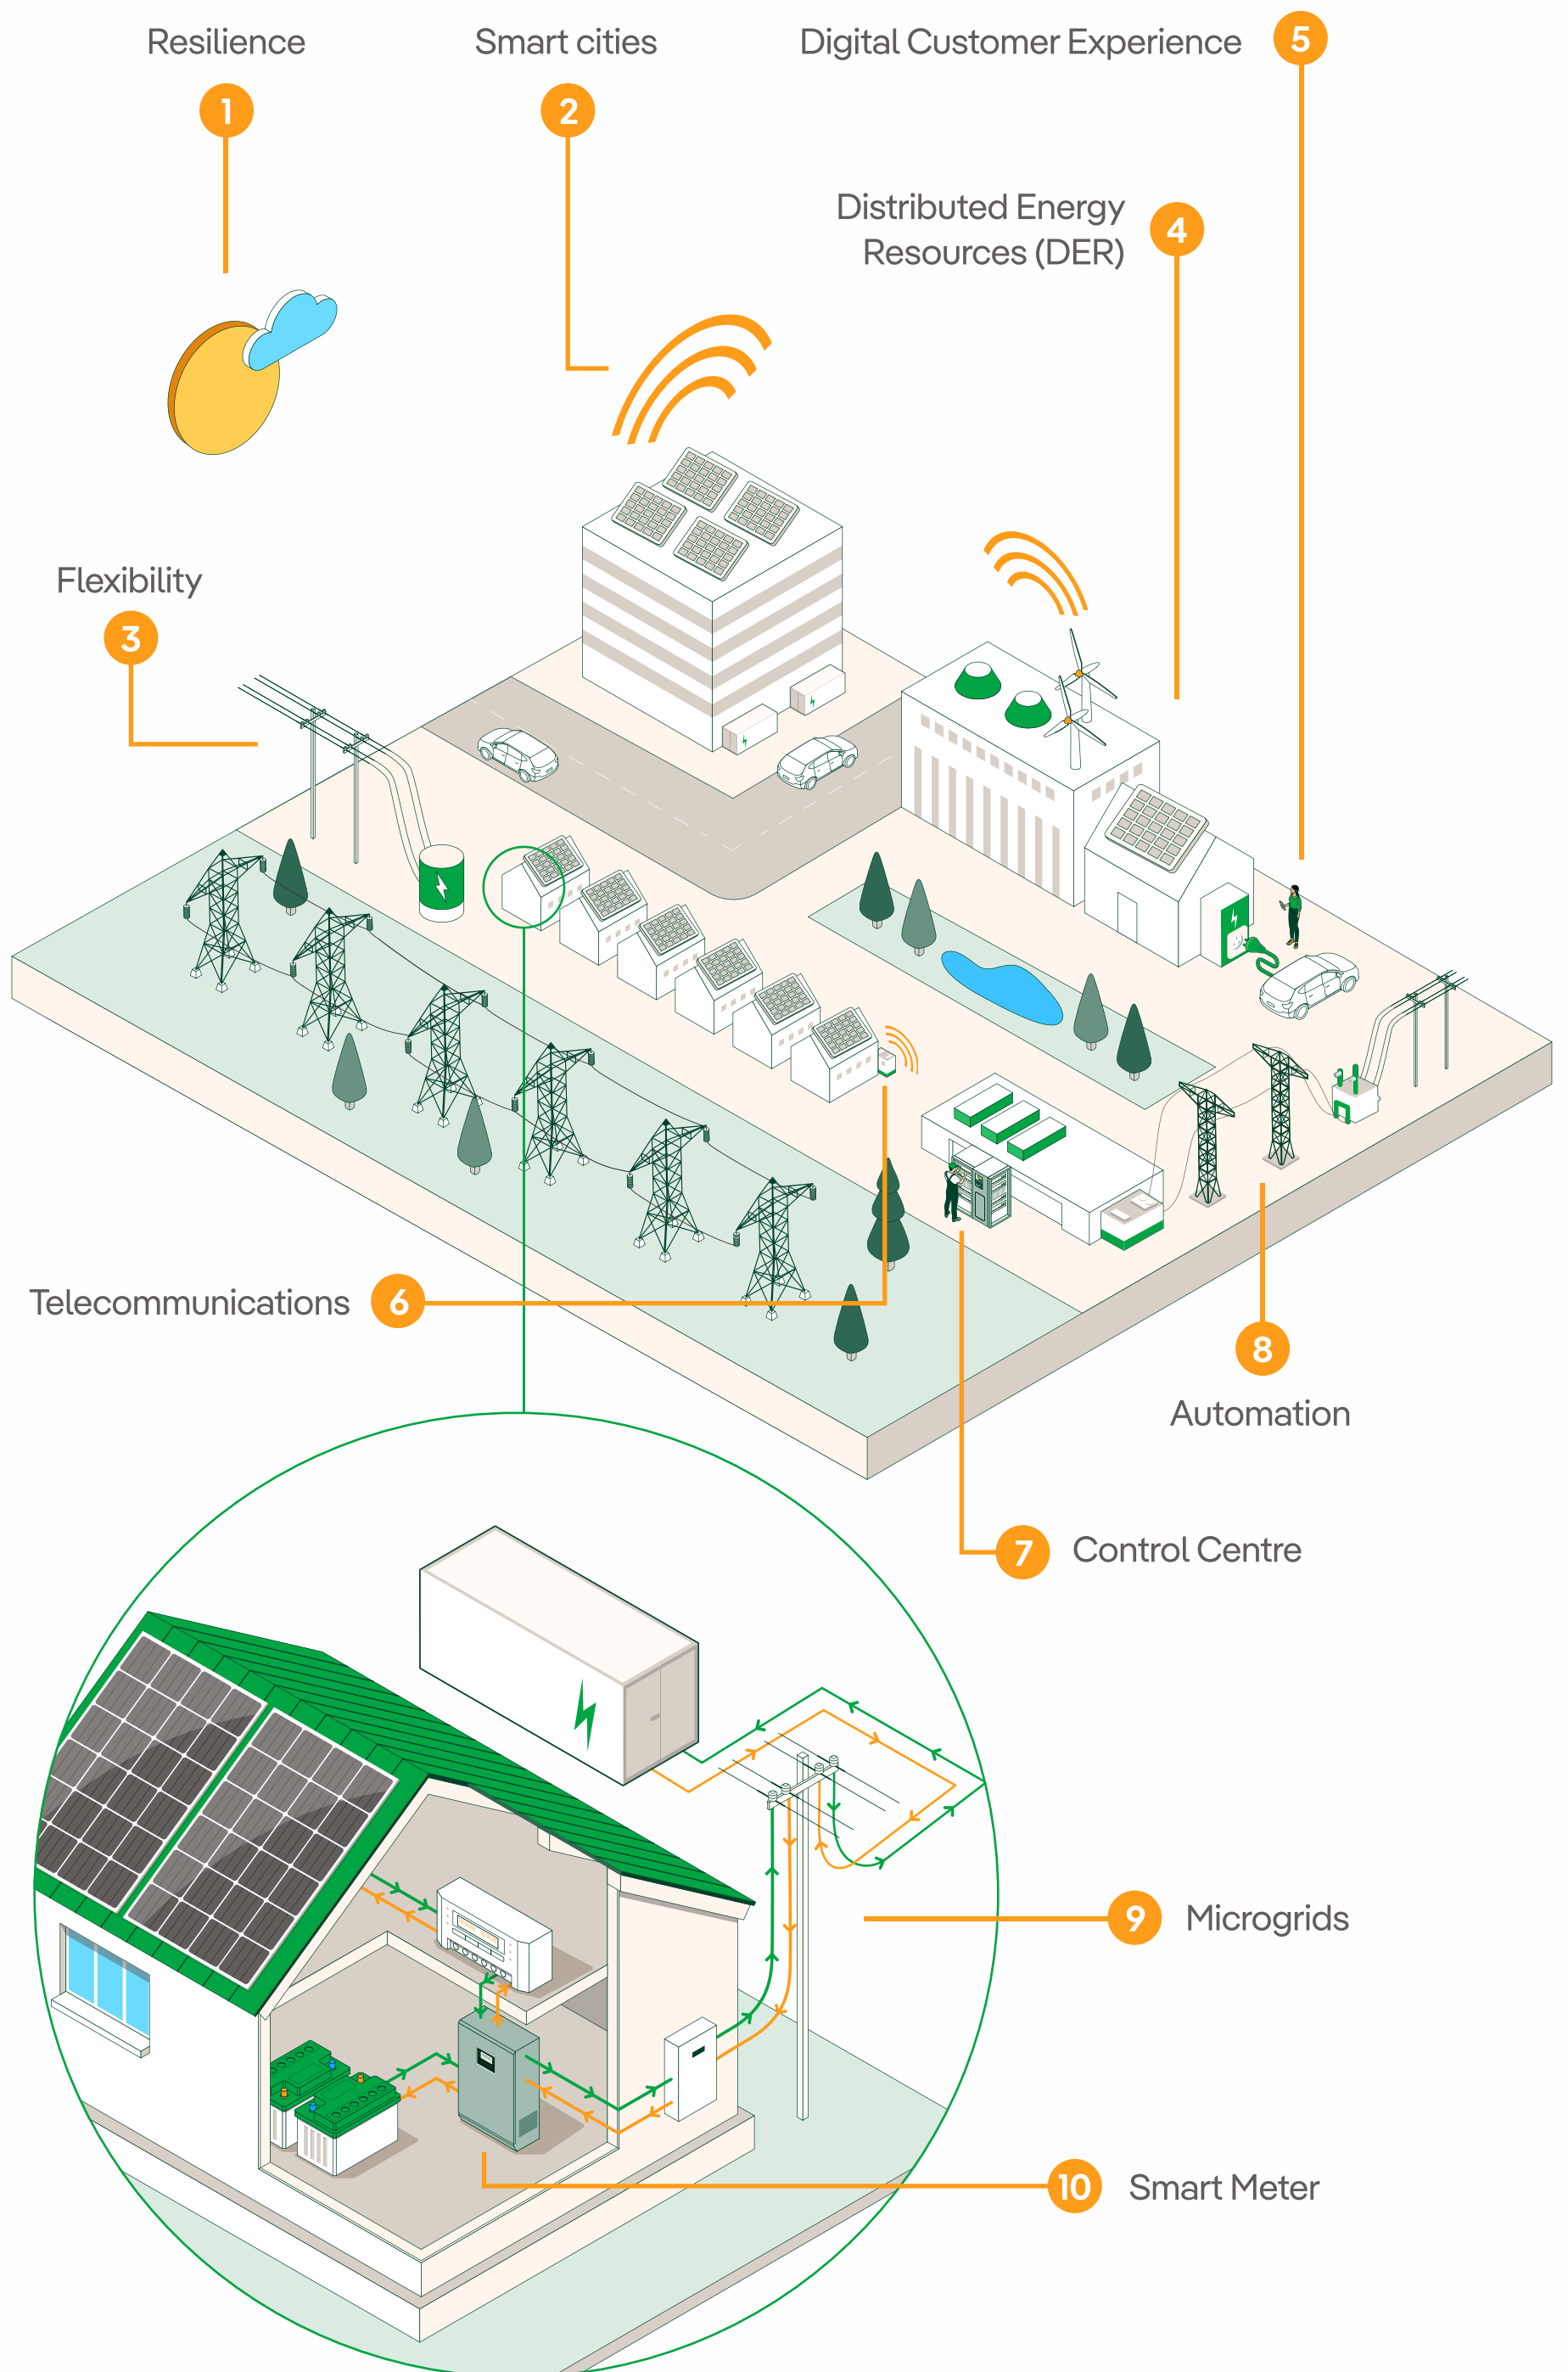 Resilience
1
Smart cities
2
Digital Customer Experience
5
Distributed Energy
Resources (DER)
4
Flexibility
3
Telecommunications
6
8
Automation
7
Control Centre
9
Microgrids
10
Smart Meter